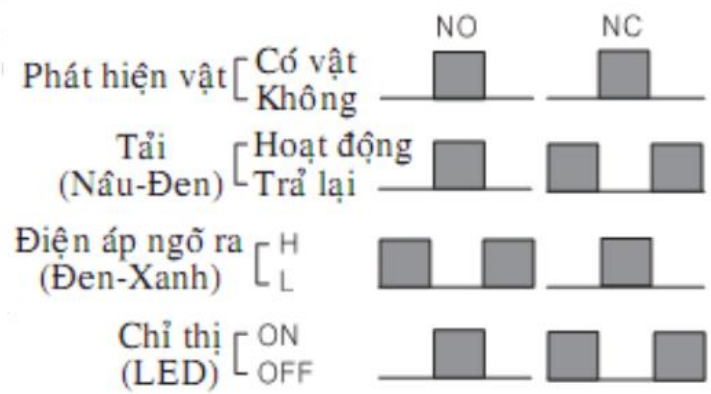 NO NC
Phát hiện vật Có vật
Không
Tải Hoạt động
(Nâu-Đen) Trả lại
Điện áp ngõ ra H
(Đen-Xanh) L
Chỉ thị ON
(LED) OFF